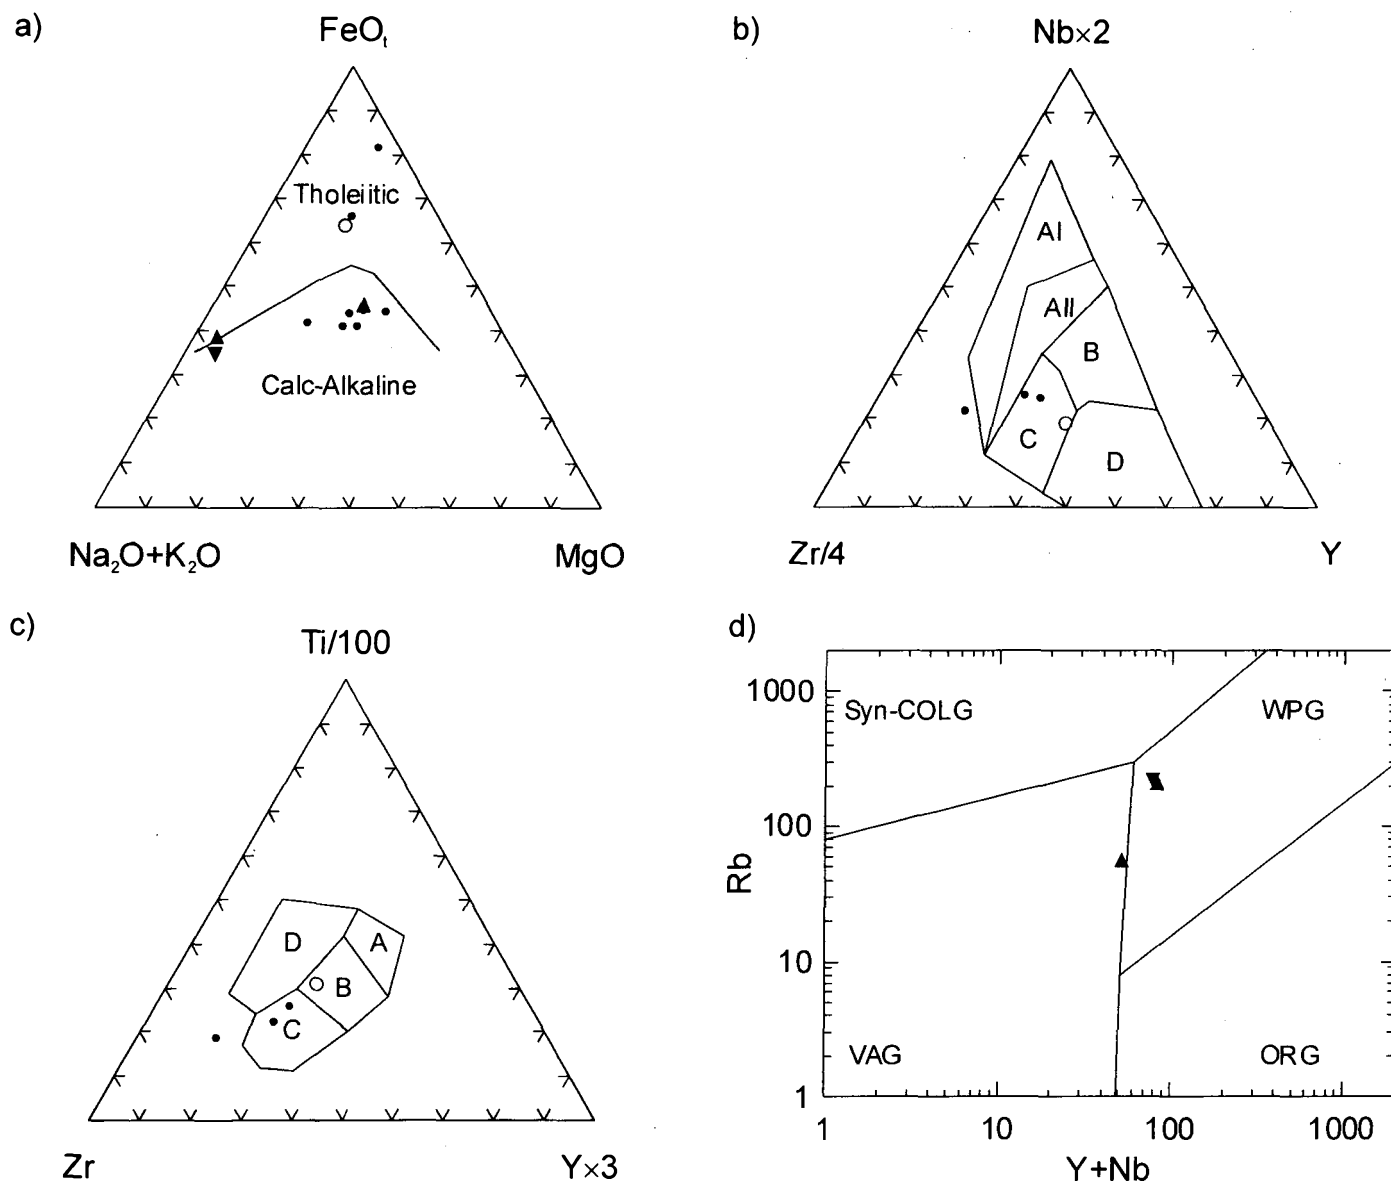 a)
FeOₜ
Tholeiitic
Calc-Alkaline
Na₂O+K₂O
MgO
b)
Nb×2
AI
AII
B
C
D
Zr/4
Y
c)
Ti/100
D
A
B
C
Zr
Y×3
d)
1000
100
10
1
Rb
Syn-COLG
WPG
VAG
ORG
1
10
100
1000
Y+Nb